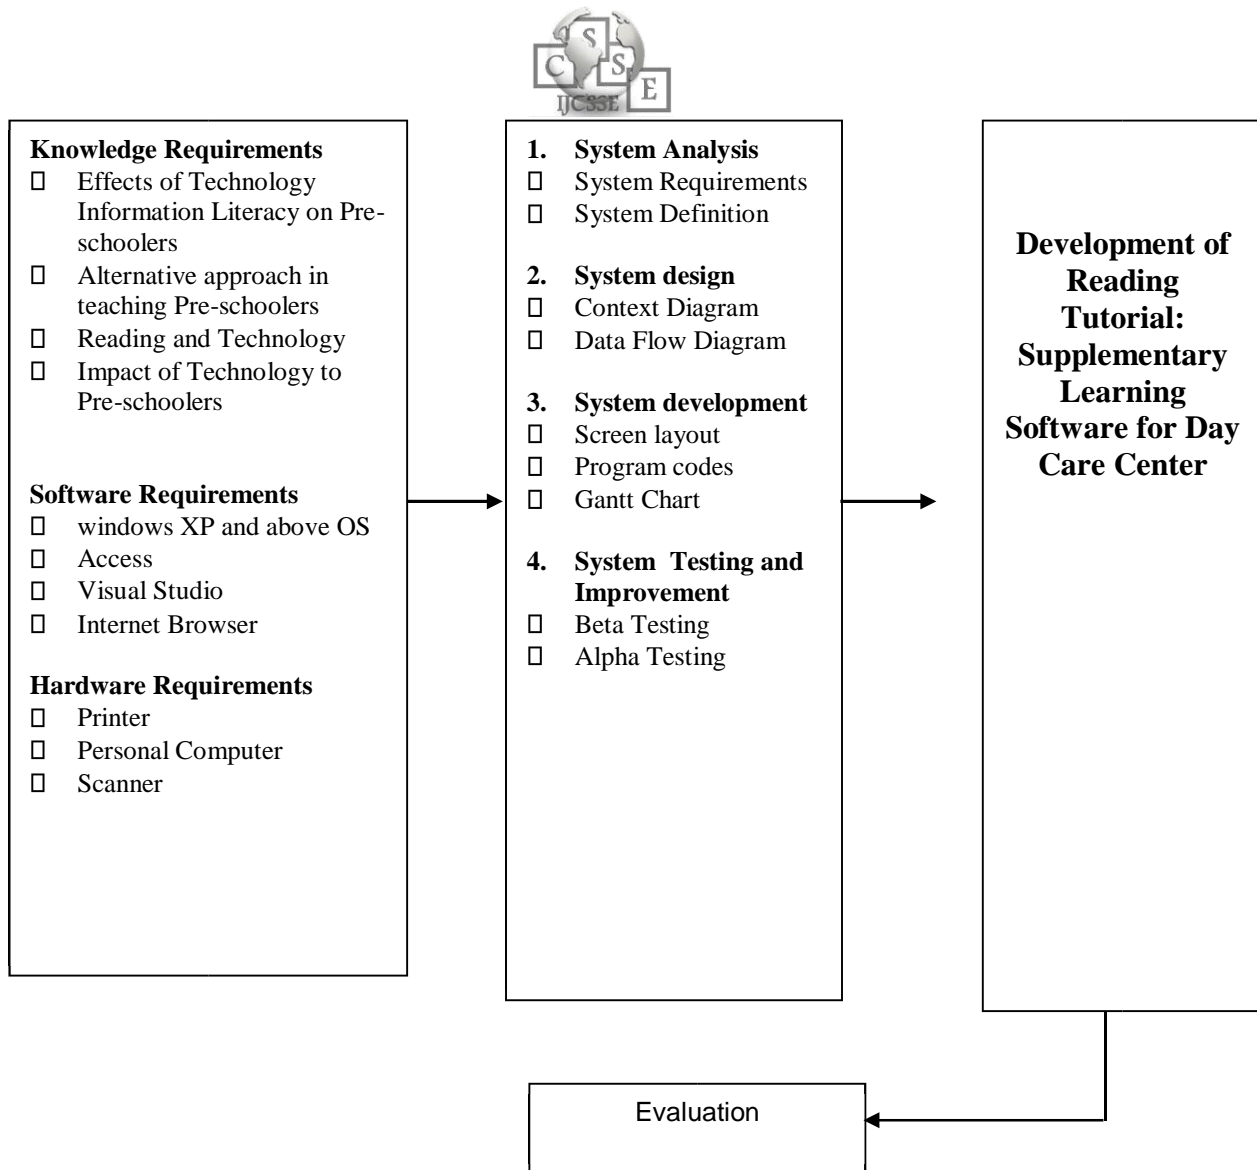 C
S
S
E
IJCSSE
Knowledge Requirements
Effects of Technology
Information Literacy on Pre-
schoolers
Alternative approach in
teaching Pre-schoolers
Reading and Technology
Impact of Technology to
Pre-schoolers
Software Requirements
windows XP and above OS
Access
Visual Studio
Internet Browser
Hardware Requirements
Printer
Personal Computer
Scanner
1. System Analysis
System Requirements
System Definition
2. System design
Context Diagram
Data Flow Diagram
3. System development
Screen layout
Program codes
Gantt Chart
4. System Testing and
Improvement
Beta Testing
Alpha Testing
Development of
Reading
Tutorial:
Supplementary
Learning
Software for Day
Care Center
Evaluation